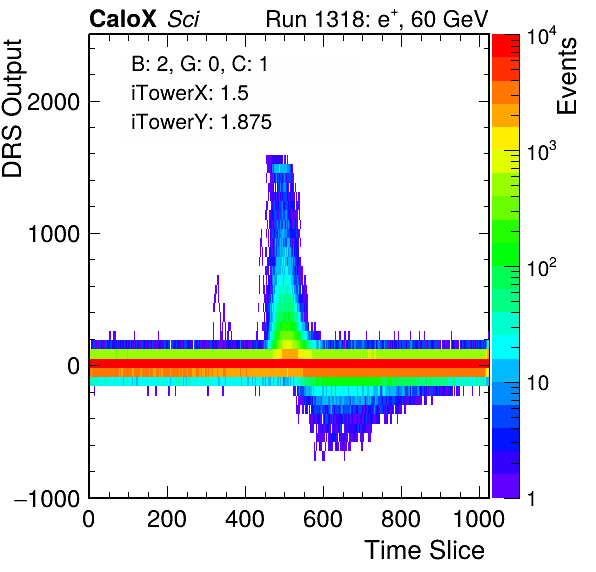 CaloX Sci Run 1318: e⁺, 60 GeV
B: 2, G: 0, C: 1
iTowerX: 1.5
iTowerY: 1.875
DRS Output
2000
1000
0
−1000
0 200 400 600 800 1000
Time Slice
Events
10⁴
10³
10²
10
1